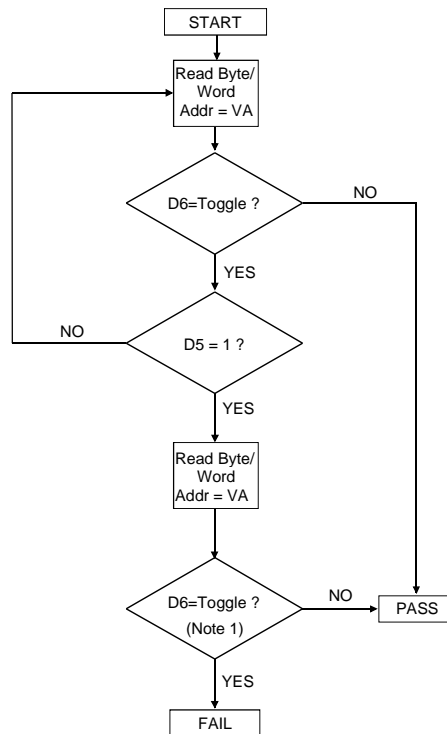 START
Read Byte/
Word
Addr = VA
D6=Toggle ?
NO
YES
D5 = 1 ?
NO
YES
Read Byte/
Word
Addr = VA
D6=Toggle ?
(Note 1)
NO
PASS
YES
FAIL